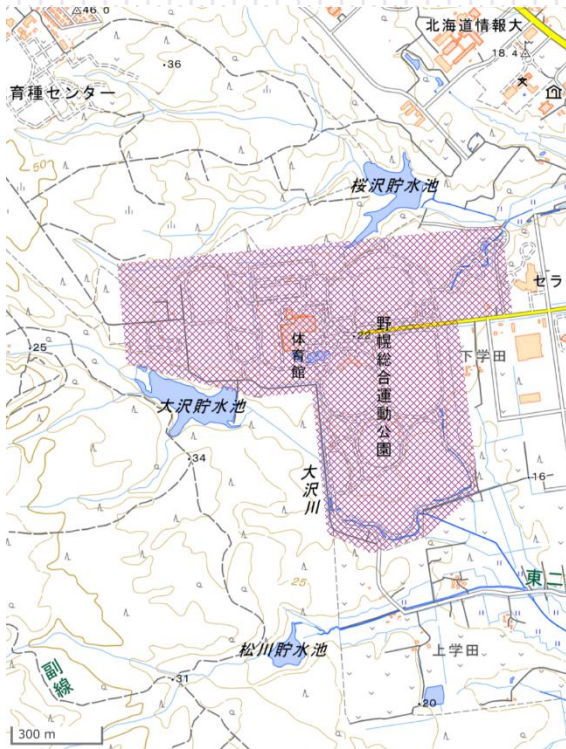 46.0
北海道情報大
18.4
・36
育種センター
50
桜沢貯水池
セラ
・22
野幌総合運動公園
体育館
・25
下学田
大沢貯水池
・34
大沢川
・16
25
東二
松川貯水池
上学田
副線
・31
・20
300 m